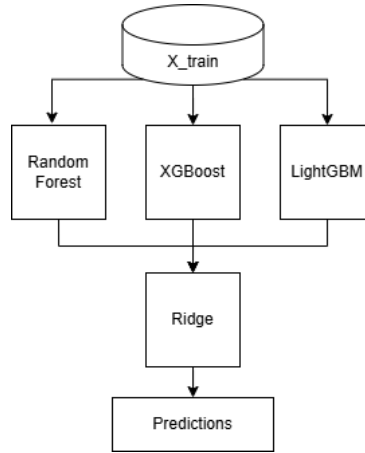 X_train
Random
Forest
XGBoost
LightGBM
Ridge
Predictions